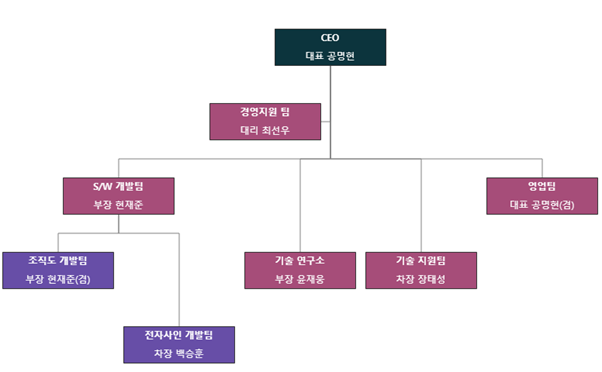 CEO
대표 공명현
경영지원 팀
대리 최선우
S/W 개발팀
부장 현재준
영업팀
대표 공명현(겸)
조직도 개발팀
부장 현재준(겸)
기술 연구소
부장 윤재웅
기술 지원팀
차장 장태성
전자사인 개발팀
차장 백승훈